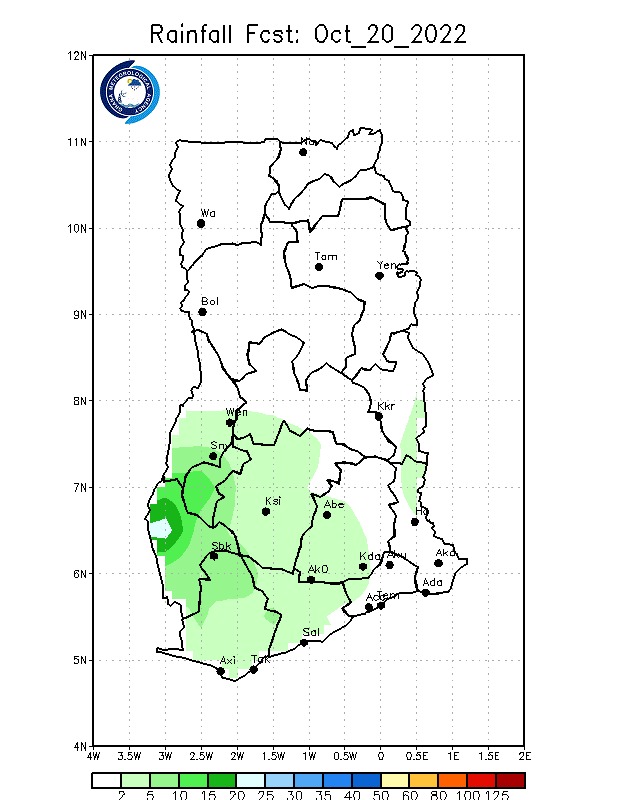 Rainfall Fcst: Oct_20_2022
12N
GHANA METEOROLOGICAL AGENCY
11N
Wa
10N
Tam
Yen
Bol
9N
8N
Kkr
Wen
Sny
7N
Ksi
Abe
Ho
Sbk
Kda
Aku
Aka
6N
AkO
Ada
Acc
Tem
Sal
5N
Axi
Tak
4N
4W 3.5W 3W 2.5W 2W 1.5W 1W 0.5W 0 0.5E 1E 1.5E 2E
2 5 10 15 20 25 30 35 40 50 60 80 100 125